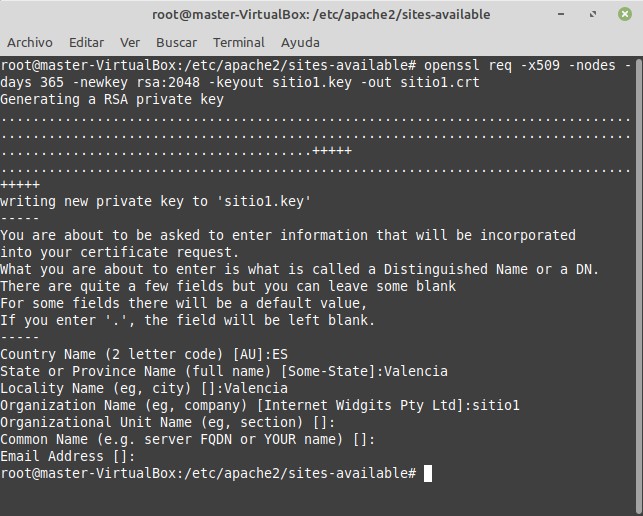 root@master-VirtualBox: /etc/apache2/sites-available
Archivo Editar Ver Buscar Terminal Ayuda
root@master-VirtualBox:/etc/apache2/sites-available# openssl req -x509 -nodes -
days 365 -newkey rsa:2048 -keyout sitio1.key -out sitio1.crt
Generating a RSA private key
...............................................................................
...............................................................................
.......................................+++++
...............................................................................
+++++
writing new private key to 'sitio1.key'
-----
You are about to be asked to enter information that will be incorporated
into your certificate request.
What you are about to enter is what is called a Distinguished Name or a DN.
There are quite a few fields but you can leave some blank
For some fields there will be a default value,
If you enter '.', the field will be left blank.
-----
Country Name (2 letter code) [AU]:ES
State or Province Name (full name) [Some-State]:Valencia
Locality Name (eg, city) []:Valencia
Organization Name (eg, company) [Internet Widgits Pty Ltd]:sitio1
Organizational Unit Name (eg, section) []:
Common Name (e.g. server FQDN or YOUR name) []:
Email Address []:
root@master-VirtualBox:/etc/apache2/sites-available#